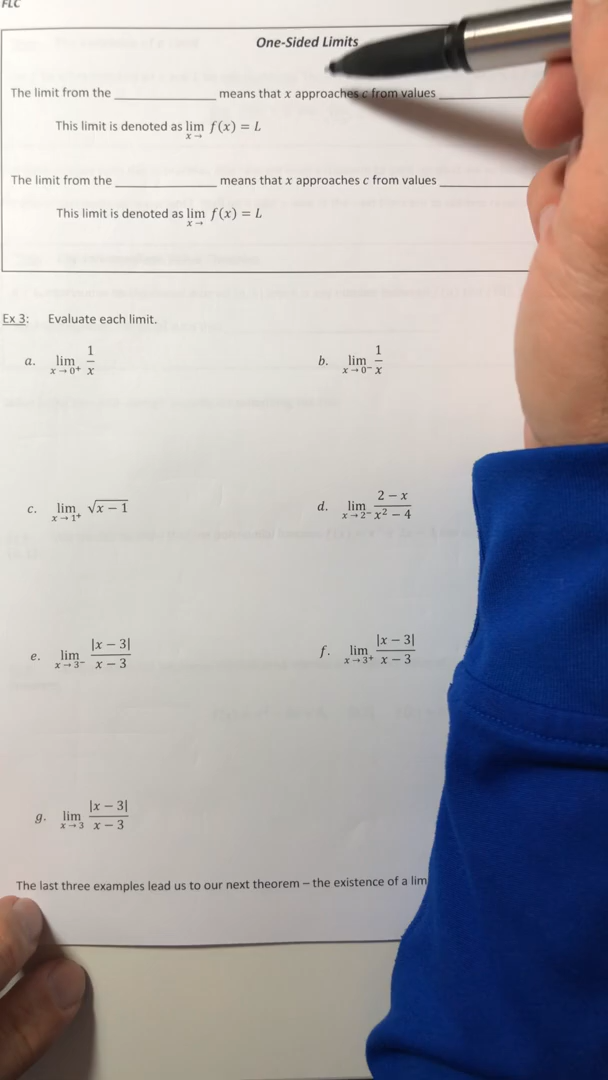 FLC
One-Sided Limits
The limit from the ____________ means that x approaches c from values ____________
This limit is denoted as lim x→ f(x) = L
The limit from the ____________ means that x approaches c from values ____________
This limit is denoted as lim x→ f(x) = L
Ex 3: Evaluate each limit.
a. lim x→0⁺ 1/x b. lim x→0⁻ 1/x
c. lim x→1⁺ √(x − 1) d. lim x→2⁻ (2 − x)/(x² − 4)
e. lim x→3⁻ |x − 3|/(x − 3) f. lim x→3⁺ |x − 3|/(x − 3)
g. lim x→3 |x − 3|/(x − 3)
The last three examples lead us to our next theorem – the existence of a lim